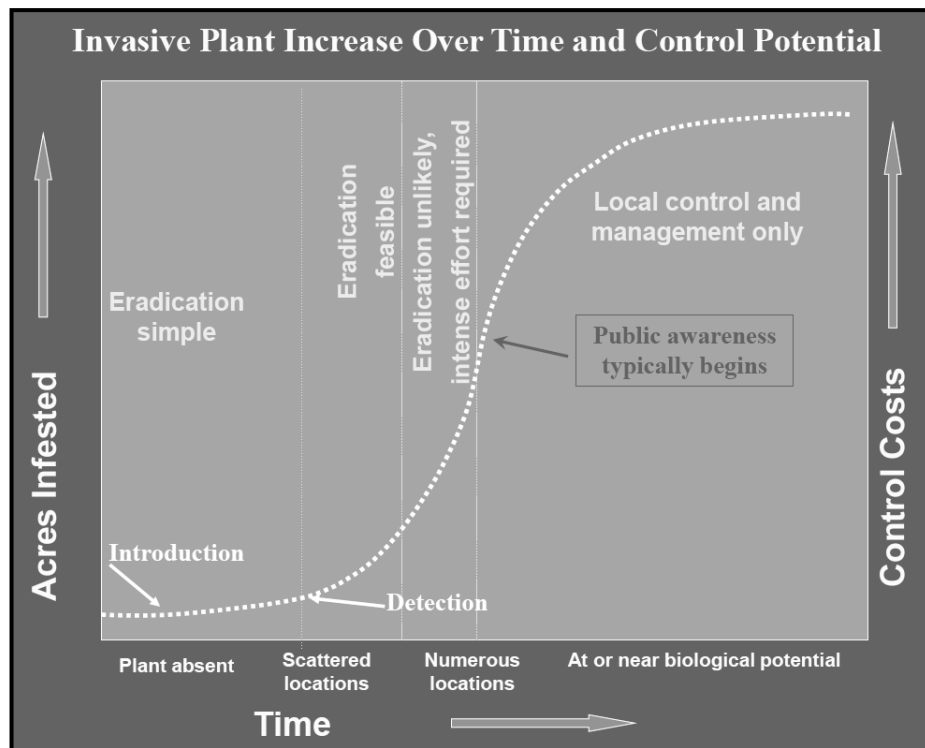 Invasive Plant Increase Over Time and Control Potential
Acres Infested
Eradication
simple
Eradication
feasible
Eradication unlikely,
intense effort required
Local control and
management only
Public awareness
typically begins
Introduction
Detection
Control Costs
Plant absent
Scattered
locations
Numerous
locations
At or near biological potential
Time